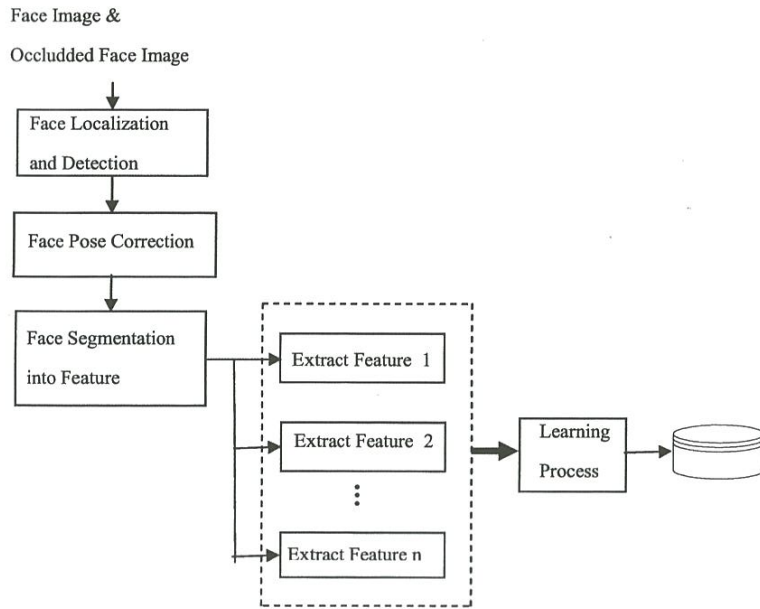 Face Image &
Occludded Face Image
Face Localization
and Detection
Face Pose Correction
Face Segmentation
into Feature
Extract Feature 1
Extract Feature 2
Extract Feature n
Learning
Process